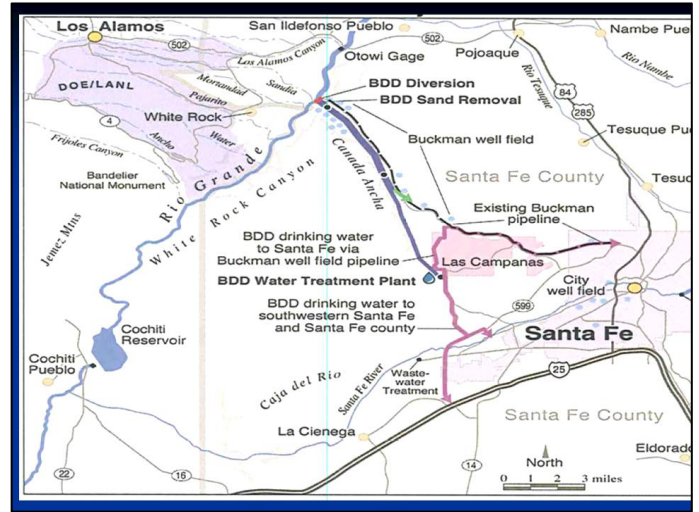 Los Alamos
San Ildefonso Pueblo
502
Los Alamos Canyon
Otowi Gage
502
Pojoaque
Nambe Pue
Rio Nambe
Rio Tesuque
DOE/LANL
Mortandad
Sandia
Pajarito
BDD Diversion
BDD Sand Removal
84
285
4
White Rock
Water
Ancho
Frijoles Canyon
Buckman well field
Tesuque Pu
Bandelier
National Monument
Rio Grande
White Rock Canyon
Canada Ancha
Santa Fe County
Tesuc
Jemez Mtns
Existing Buckman
pipeline
BDD drinking water
to Santa Fe via
Buckman well field pipeline
Las Campanas
BDD Water Treatment Plant
City
well field
BDD drinking water to
southwestern Santa Fe
and Santa Fe county
599
Santa Fe
Cochiti
Reservoir
Cochiti
Pueblo
Caja del Rio
Santa Fe River
Waste-
water
Treatment
25
Santa Fe County
La Cienega
Eldorado
22
16
14
North
0 1 2 3 miles